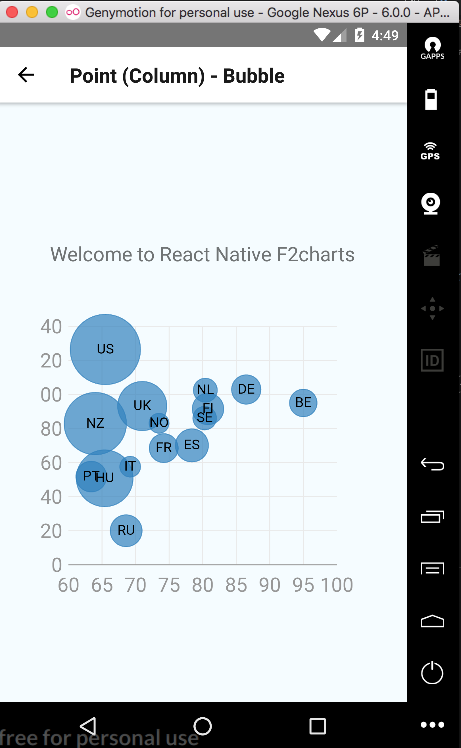 Genymotion for personal use - Google Nexus 6P - 6.0.0 - AP...
4:49
GAPPS
Point (Column) - Bubble
GPS
Welcome to React Native F2charts
ID
40
US
20
NL
DE
00
UK
FI
BE
NZ
NO
SE
80
FR
ES
60
PT
HU
IT
40
RU
20
0
60 65 70 75 80 85 90 95 100
free for personal use